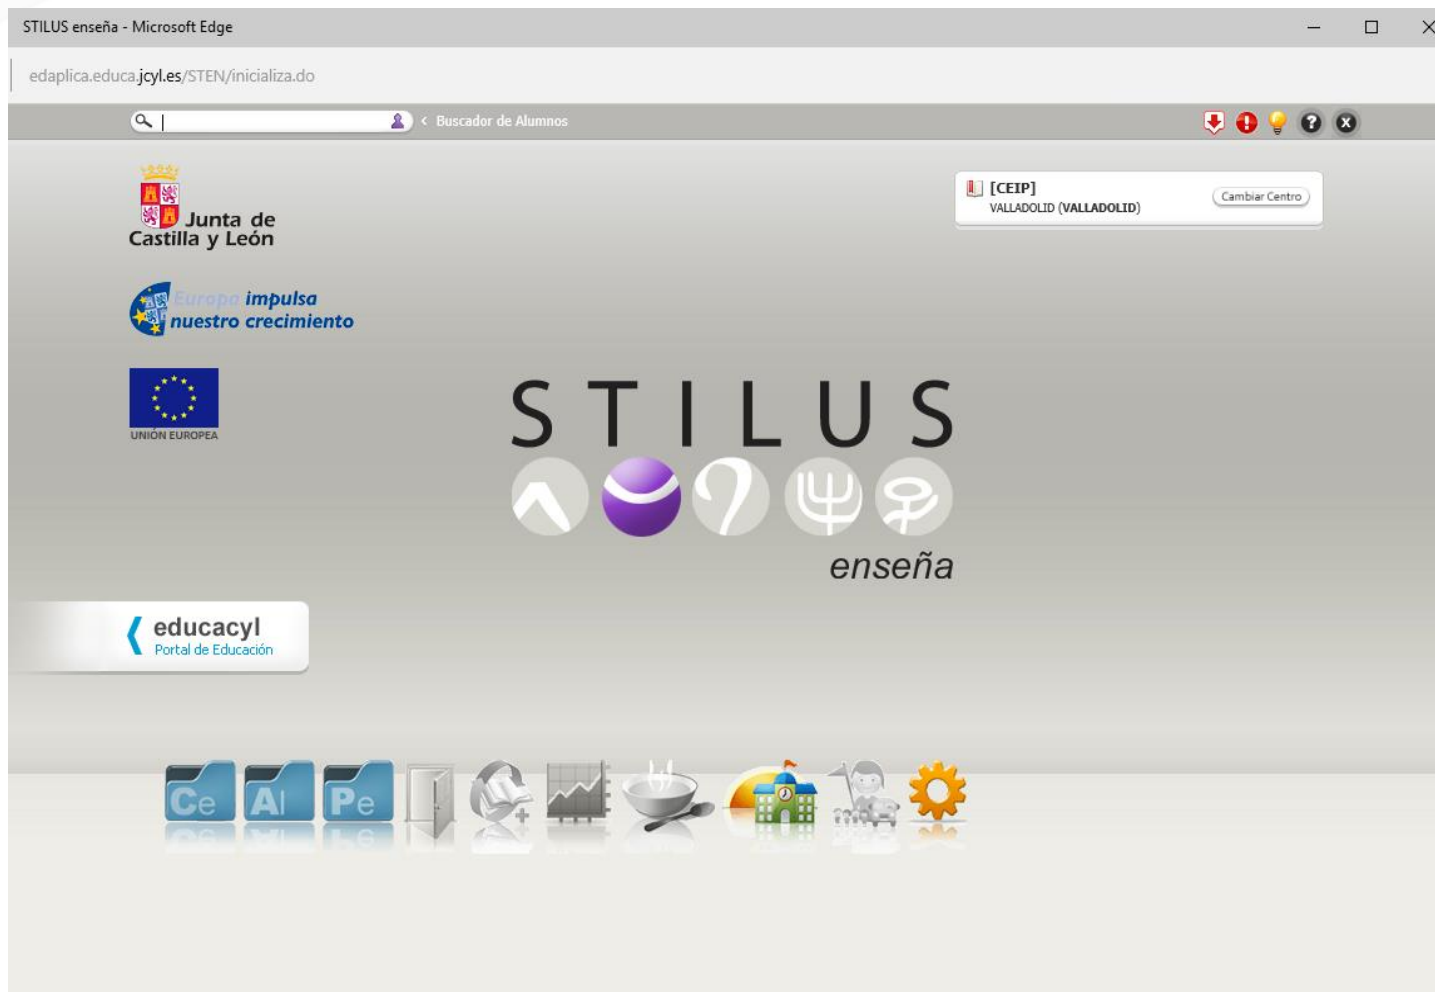 STILUS enseña - Microsoft Edge
edaplica.educa.jcyl.es/STEN/inicializa.do
< Buscador de Alumnos
[CEIP]
VALLADOLID (VALLADOLID)
Cambiar Centro
Junta de
Castilla y León
Europa impulsa
nuestro crecimiento
UNIÓN EUROPEA
STILUS
enseña
educacyl
Portal de Educación
Ce Al Pe